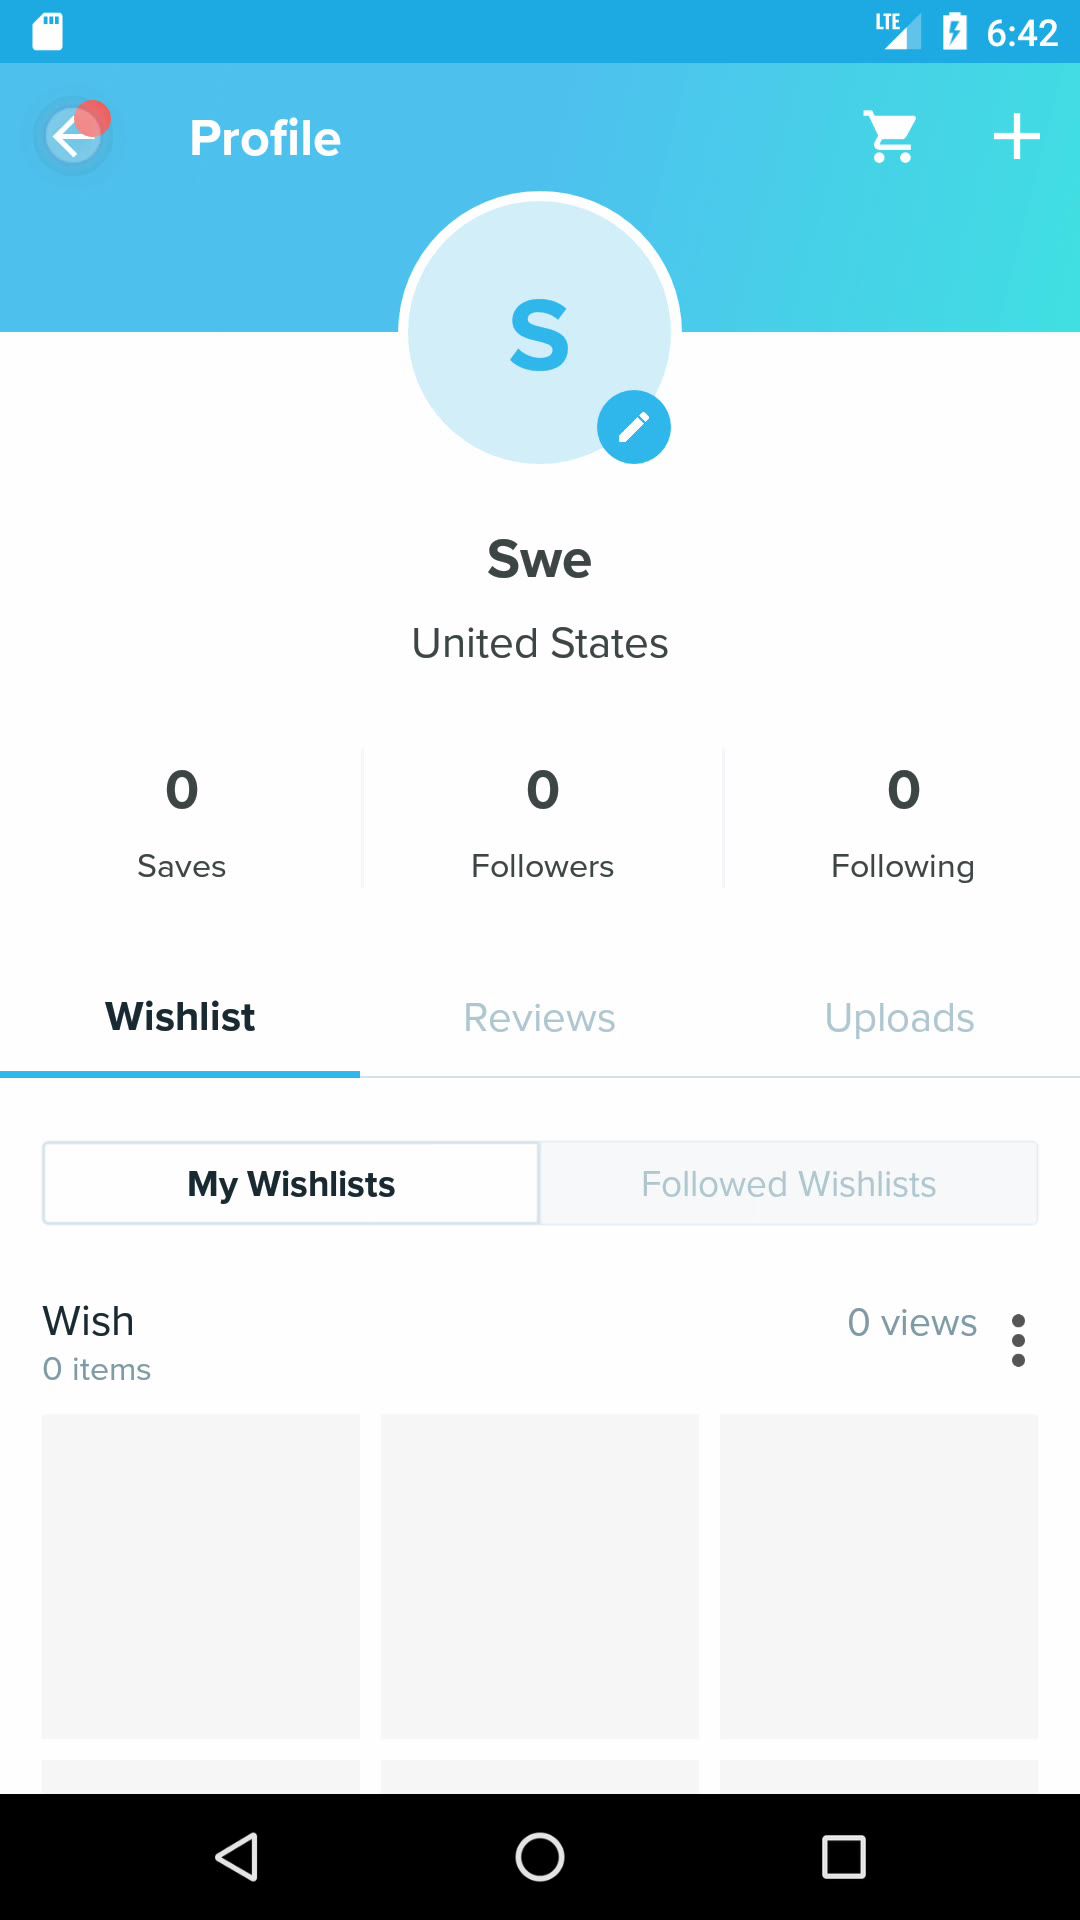 LTE 6:42
Profile
S
Swe
United States
0 0 0
Saves Followers Following
Wishlist Reviews Uploads
My Wishlists Followed Wishlists
Wish 0 views
0 items